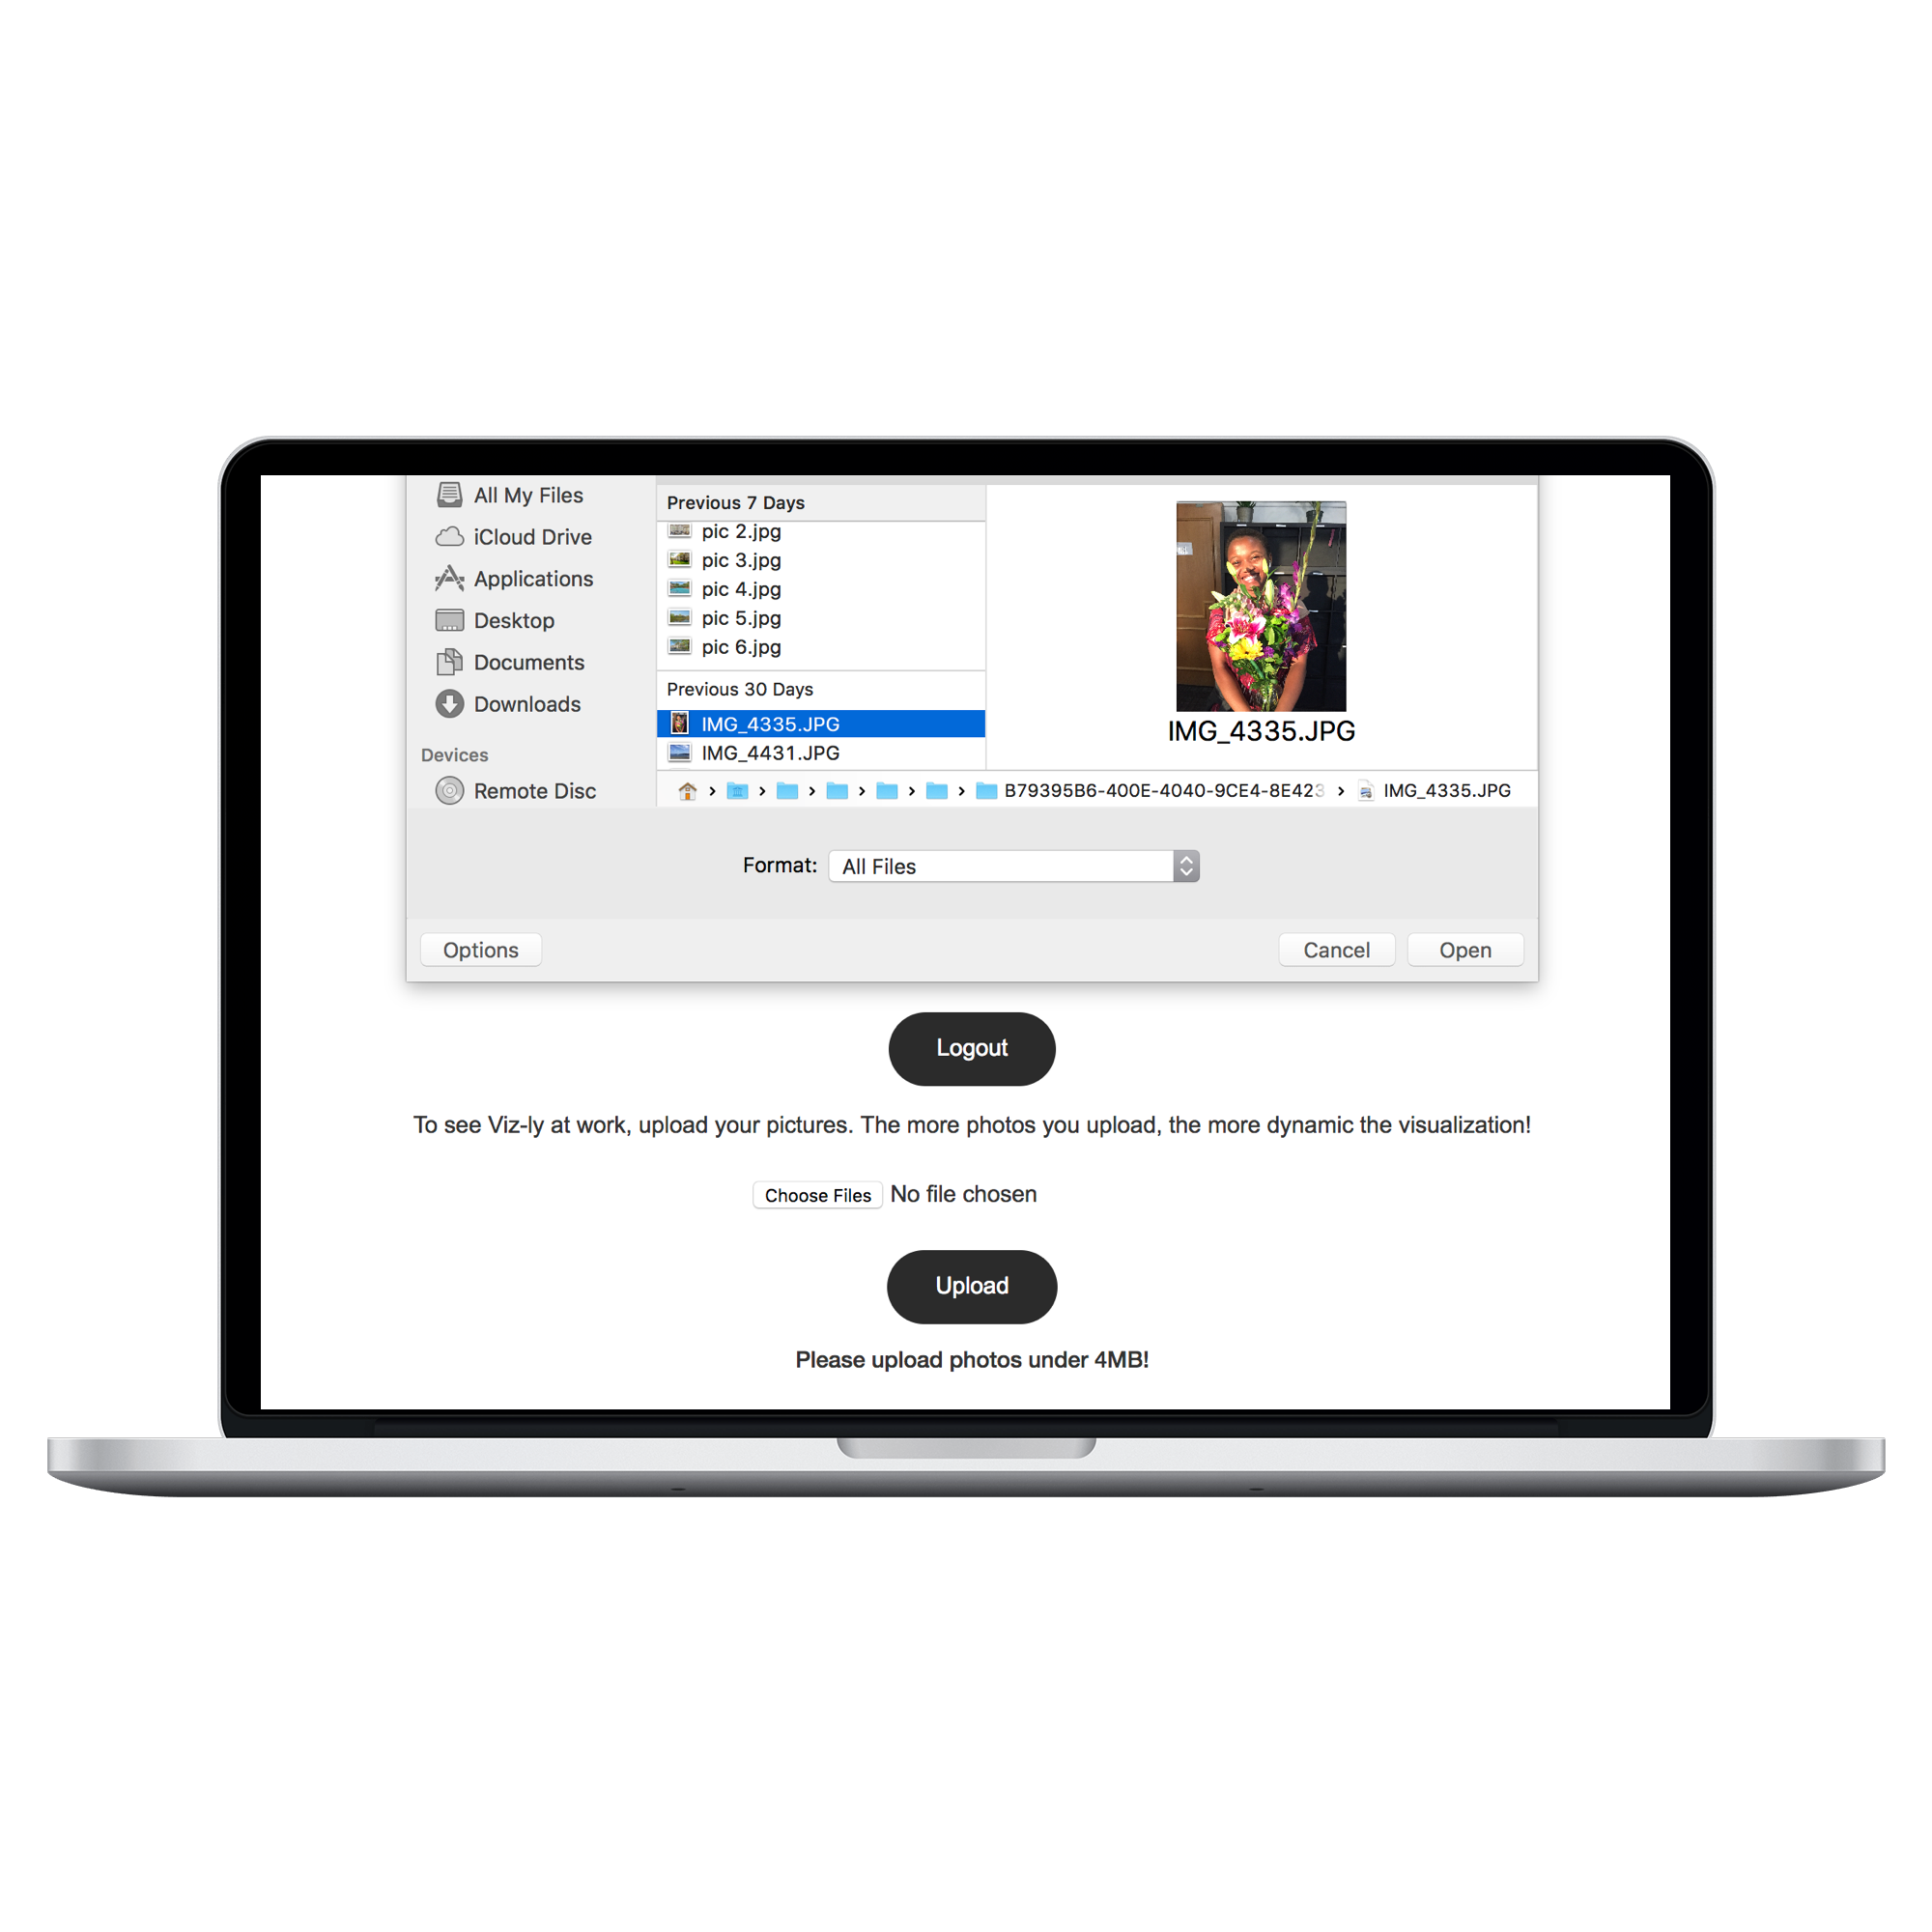 All My Files
iCloud Drive
Applications
Desktop
Documents
Downloads
Devices
Remote Disc
Previous 7 Days
pic 2.jpg
pic 3.jpg
pic 4.jpg
pic 5.jpg
pic 6.jpg
Previous 30 Days
IMG_4335.JPG
IMG_4431.JPG
IMG_4335.JPG
B79395B6-400E-4040-9CE4-8E423 › IMG_4335.JPG
Format: All Files
Options Cancel Open
Logout
To see Viz-ly at work, upload your pictures. The more photos you upload, the more dynamic the visualization!
Choose Files No file chosen
Upload
Please upload photos under 4MB!